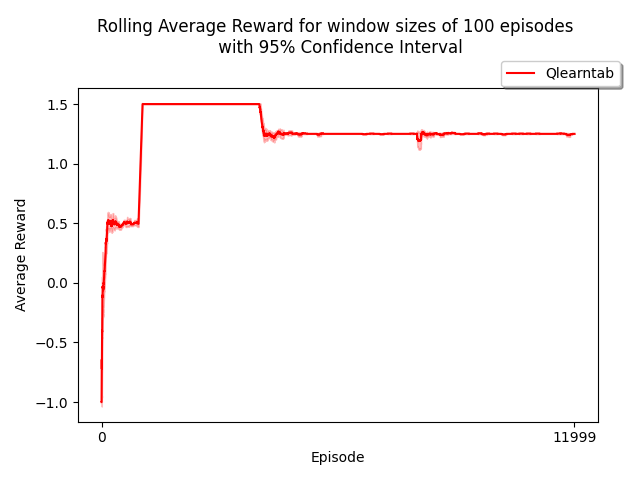 Rolling Average Reward for window sizes of 100 episodes
with 95% Confidence Interval
Qlearntab
1.5
1.0
0.5
0.0
−0.5
−1.0
Average Reward
0
11999
Episode